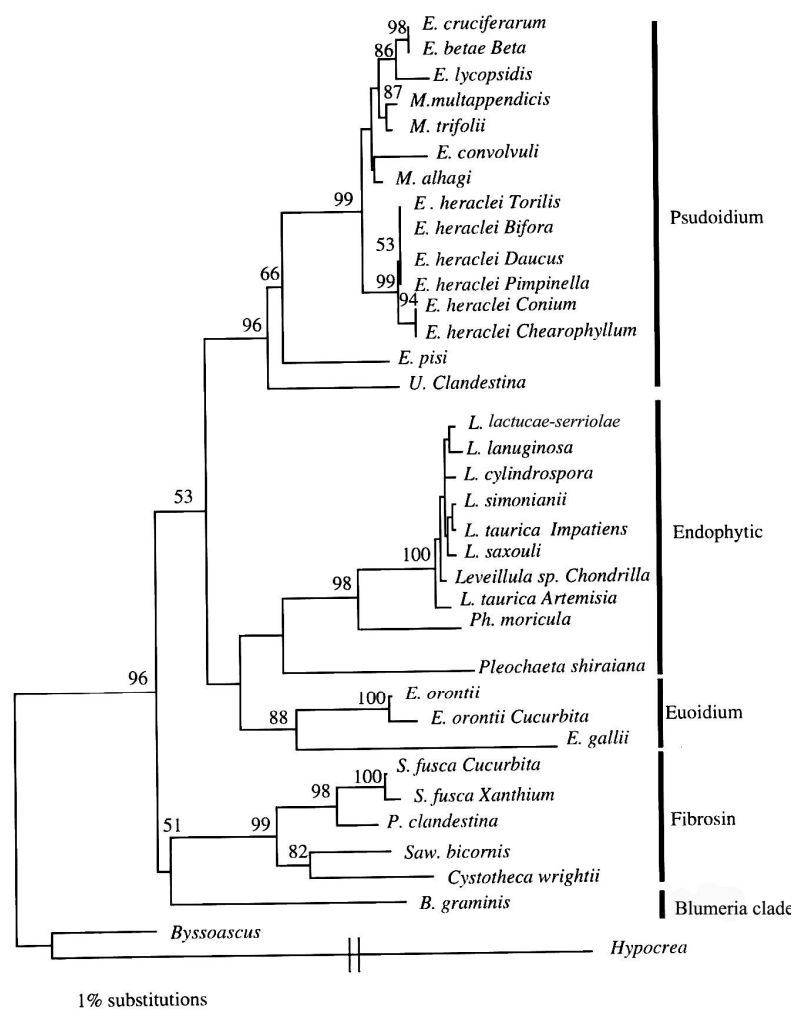 98 E. cruciferarum
E. betae Beta
86
E. lycopsidis
87
M.multappendicis
M. trifolii
E. convolvuli
M. alhagi
99 E . heraclei Torilis
Psudoidium
E. heraclei Bifora
53
E. heraclei Daucus
66 99 E. heraclei Pimpinella
94 E. heraclei Conium
96 E. heraclei Chearophyllum
E. pisi
U. Clandestina
L. lactucae-serriolae
L. lanuginosa
L. cylindrospora
53 L. simonianii
L. taurica Impatiens
Endophytic
100 L. saxouli
98 Leveillula sp. Chondrilla
L. taurica Artemisia
Ph. moricula
Pleochaeta shiraiana
96
100 E. orontii
Euoidium
88 E. orontii Cucurbita
E. gallii
100 S. fusca Cucurbita
98 S. fusca Xanthium
51 99 P. clandestina
Fibrosin
82 Saw. bicornis
Cystotheca wrightii
B. graminis
Blumeria clade
Byssoascus
Hypocrea
1% substitutions